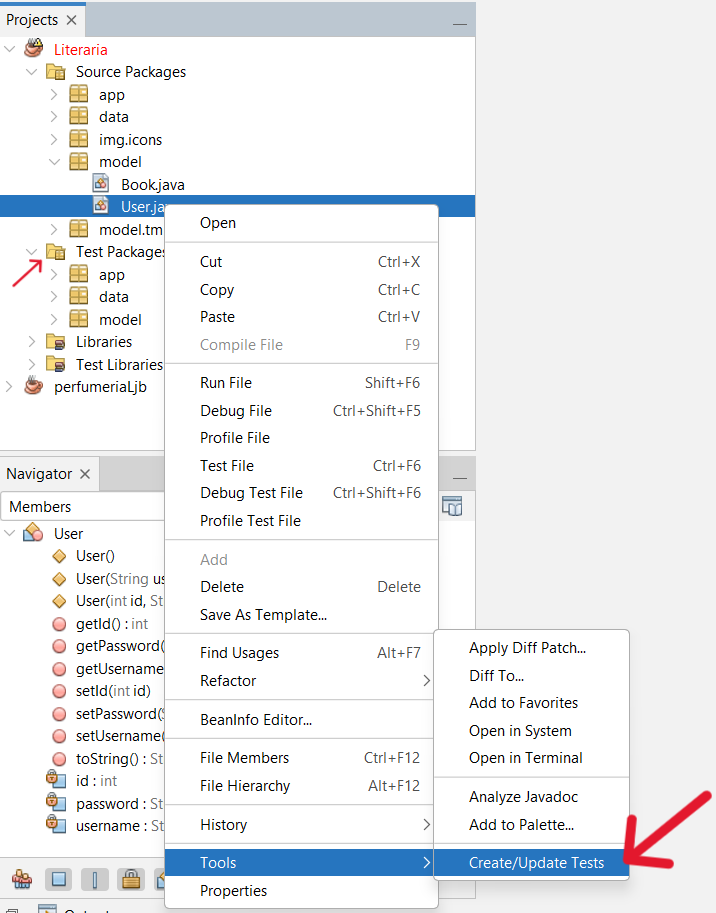 Projects
Literaria
Source Packages
app
data
img.icons
model
Book.java
User.ja
model.tm
Test Packages
app
data
model
Libraries
Test Libraries
perfumeriaLjb
Open
Cut Ctrl+X
Copy Ctrl+C
Paste Ctrl+V
Compile File F9
Run File Shift+F6
Debug File Ctrl+Shift+F5
Profile File
Test File Ctrl+F6
Debug Test File Ctrl+Shift+F6
Profile Test File
Add
Delete Delete
Save As Template...
Find Usages Alt+F7
Refactor
BeanInfo Editor...
File Members Ctrl+F12
File Hierarchy Alt+F12
History
Tools
Properties
Apply Diff Patch...
Diff To...
Add to Favorites
Open in System
Open in Terminal
Analyze Javadoc
Add to Palette...
Create/Update Tests
Navigator
Members
User
User()
User(String us
User(int id, St
getId() : int
getPassword(
getUsername
setId(int id)
setPassword(S
setUsername(
toString() : St
id : int
password : St
username : St